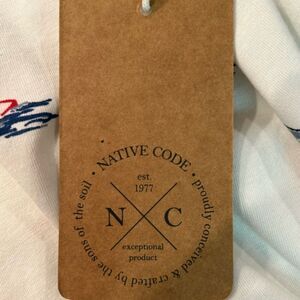 · NATIVE CODE ·
proudly conceived & crafted by the sons of the soil
est.
1977
N C
exceptional
product